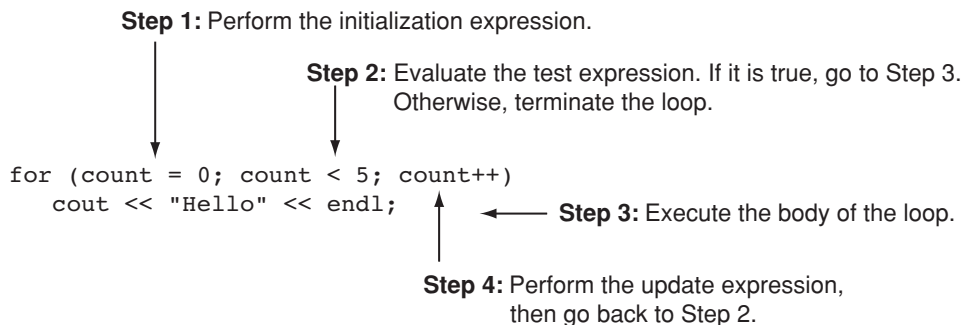 Step 1: Perform the initialization expression.
Step 2: Evaluate the test expression. If it is true, go to Step 3.
Otherwise, terminate the loop.
for (count = 0; count < 5; count++)
cout << "Hello" << endl;
Step 3: Execute the body of the loop.
Step 4: Perform the update expression,
then go back to Step 2.